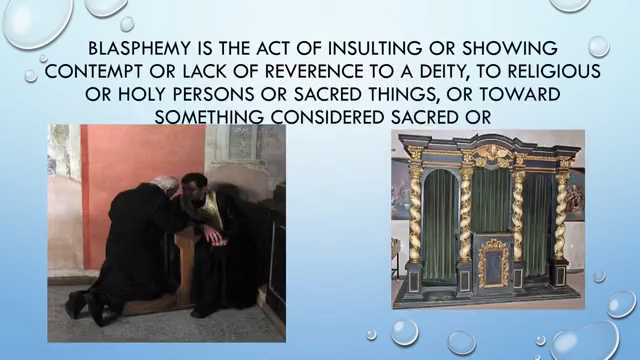 BLASPHEMY IS THE ACT OF INSULTING OR SHOWING
CONTEMPT OR LACK OF REVERENCE TO A DEITY, TO RELIGIOUS
OR HOLY PERSONS OR SACRED THINGS, OR TOWARD
SOMETHING CONSIDERED SACRED OR